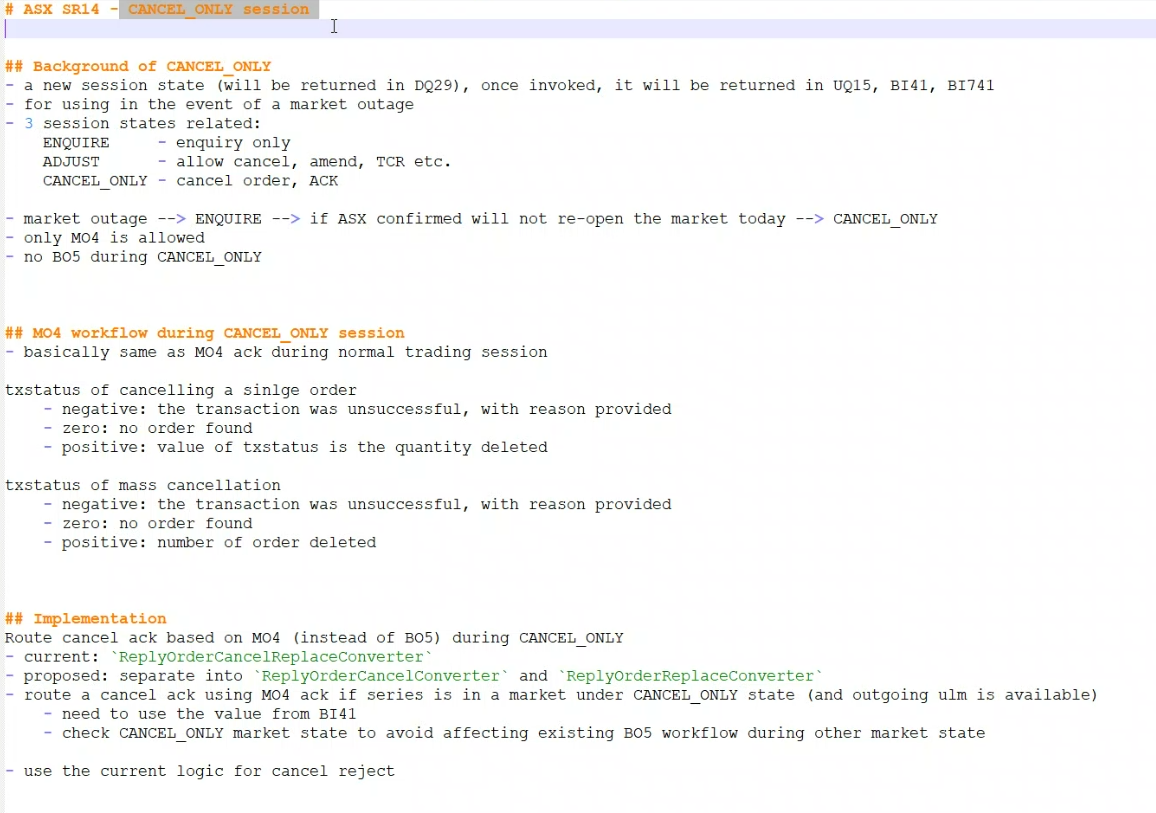 # ASX SR14 - CANCEL_ONLY session
## Background of CANCEL_ONLY
- a new session state (will be returned in DQ29), once invoked, it will be returned in UQ15, BI41, BI741
- for using in the event of a market outage
- 3 session states related:
ENQUIRE - enquiry only
ADJUST - allow cancel, amend, TCR etc.
CANCEL_ONLY - cancel order, ACK
- market outage --> ENQUIRE --> if ASX confirmed will not re-open the market today --> CANCEL_ONLY
- only MO4 is allowed
- no BO5 during CANCEL_ONLY
## MO4 workflow during CANCEL_ONLY session
- basically same as MO4 ack during normal trading session
txstatus of cancelling a sinlge order
- negative: the transaction was unsuccessful, with reason provided
- zero: no order found
- positive: value of txstatus is the quantity deleted
txstatus of mass cancellation
- negative: the transaction was unsuccessful, with reason provided
- zero: no order found
- positive: number of order deleted
## Implementation
Route cancel ack based on MO4 (instead of BO5) during CANCEL_ONLY
- current: `ReplyOrderCancelReplaceConverter`
- proposed: separate into `ReplyOrderCancelConverter` and `ReplyOrderReplaceConverter`
- route a cancel ack using MO4 ack if series is in a market under CANCEL_ONLY state (and outgoing ulm is available)
- need to use the value from BI41
- check CANCEL_ONLY market state to avoid affecting existing BO5 workflow during other market state
- use the current logic for cancel reject